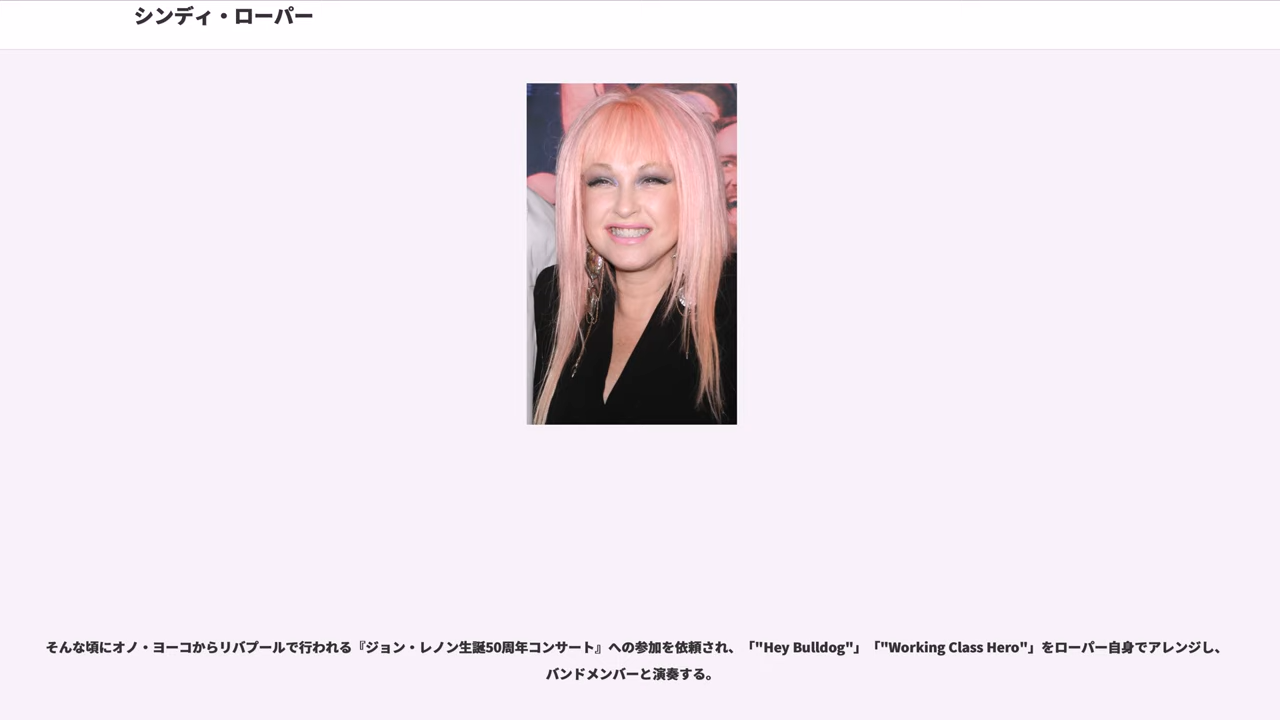 シンディ・ローパー
そんな頃にオノ・ヨーコからリバプールで行われる『ジョン・レノン生誕50周年コンサート』への参加を依頼され、「"Hey Bulldog"」「"Working Class Hero"」をローパー自身でアレンジし、
バンドメンバーと演奏する。